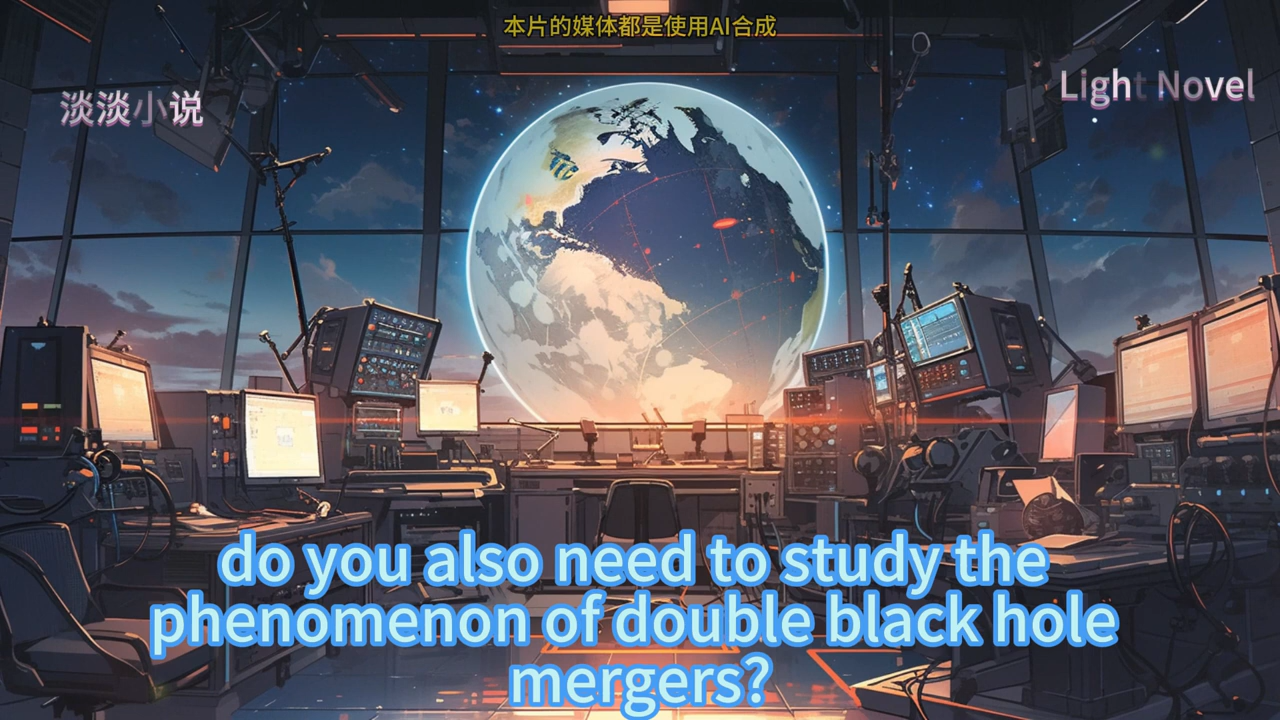 本片的媒体都是使用AI合成
淡淡小说
Light Novel
do you also need to study the
phenomenon of double black hole
mergers?